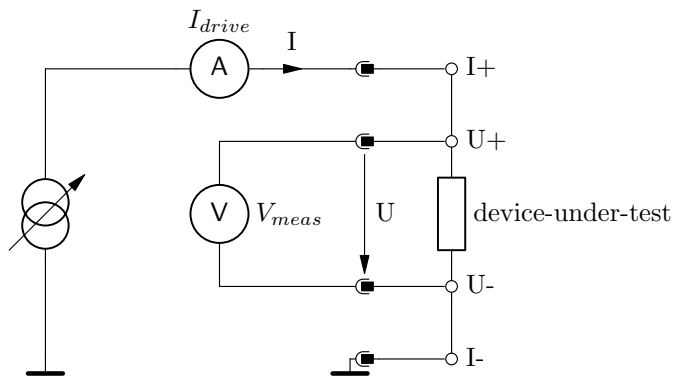 I_drive
I
A
I+
U+
V
V_meas
U
device-under-test
U-
I-